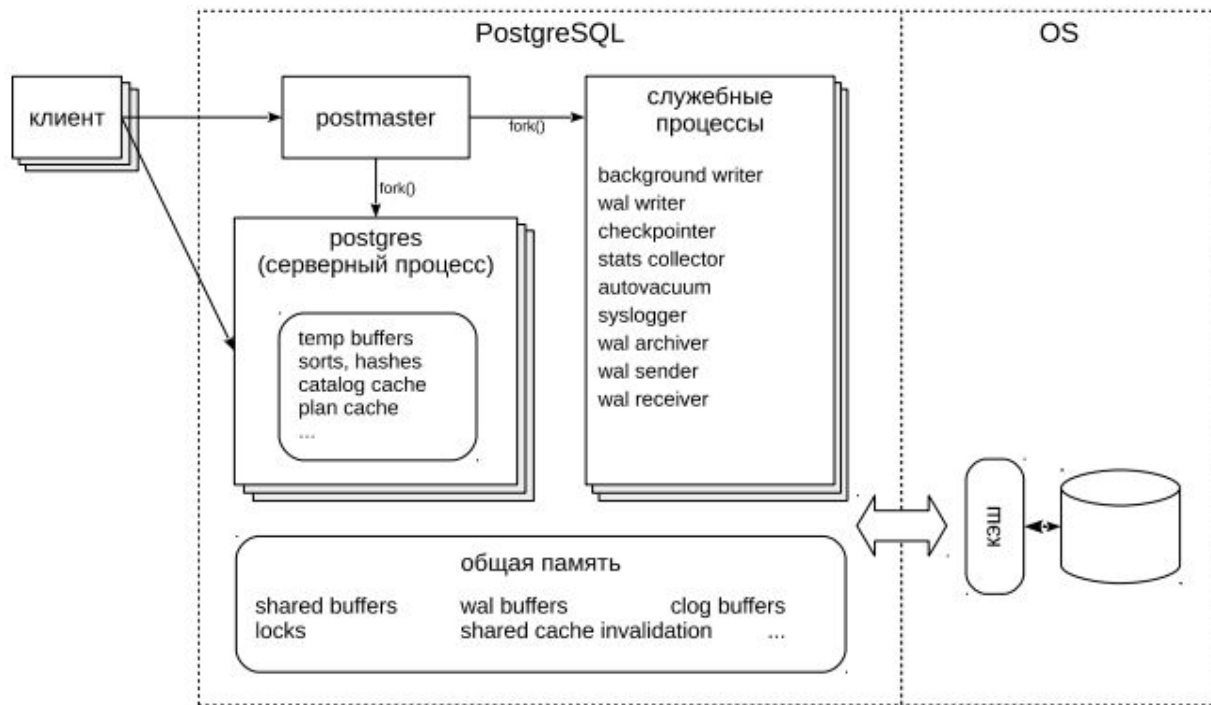 PostgreSQL
OS
клиент
postmaster
fork()
fork()
служебные
процессы
background writer
wal writer
checkpointer
stats collector
autovacuum
syslogger
wal archiver
wal sender
wal receiver
postgres
(серверный процесс)
temp buffers
sorts, hashes
catalog cache
plan cache
...
кэш
общая память
shared buffers wal buffers clog buffers
locks shared cache invalidation ...